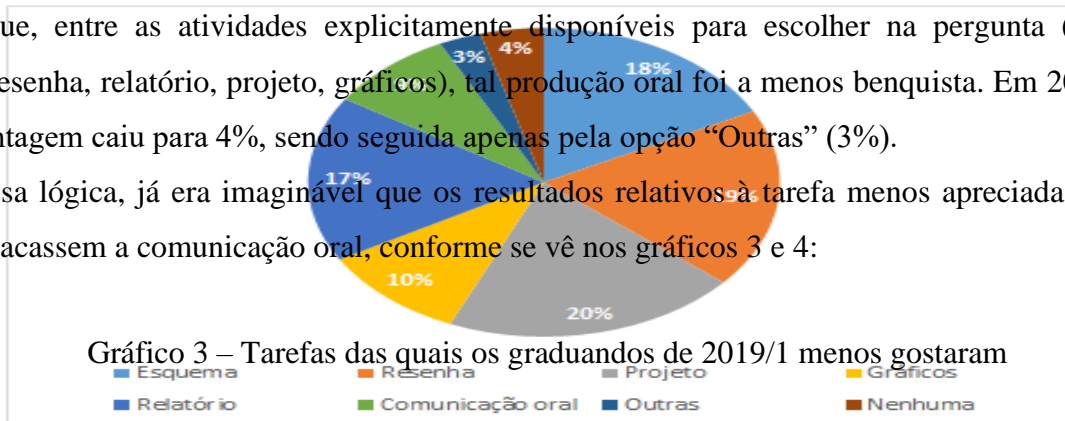 ue, entre as atividades explicitamente disponíveis para escolher na pergunta (
esenha, relatório, projeto, gráficos), tal produção oral foi a menos benquista. Em 20
ntagem caiu para 4%, sendo seguida apenas pela opção “Outras” (3%).
sa lógica, já era imaginável que os resultados relativos à tarefa menos apreciada
acassem a comunicação oral, conforme se vê nos gráficos 3 e 4:
4%
3%
18%
17%
10%
20%
Gráfico 3 – Tarefas das quais os graduandos de 2019/1 menos gostaram
Esquema Resenha Projeto Gráficos
Relatório Comunicação oral Outras Nenhuma